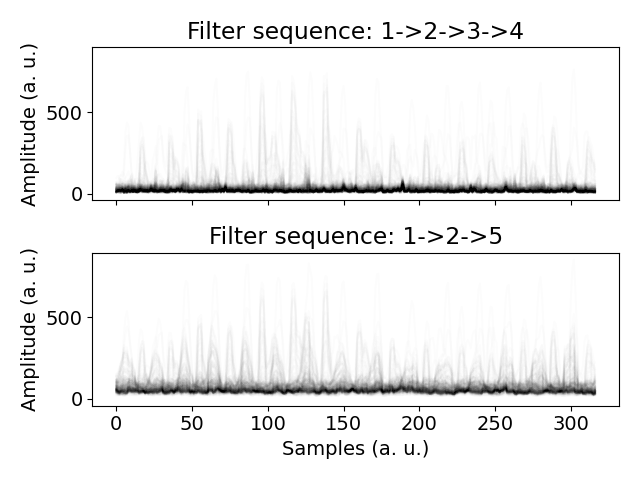 Filter sequence: 1->2->3->4
Amplitude (a. u.)
500
0
Filter sequence: 1->2->5
Amplitude (a. u.)
500
0
0 50 100 150 200 250 300
Samples (a. u.)